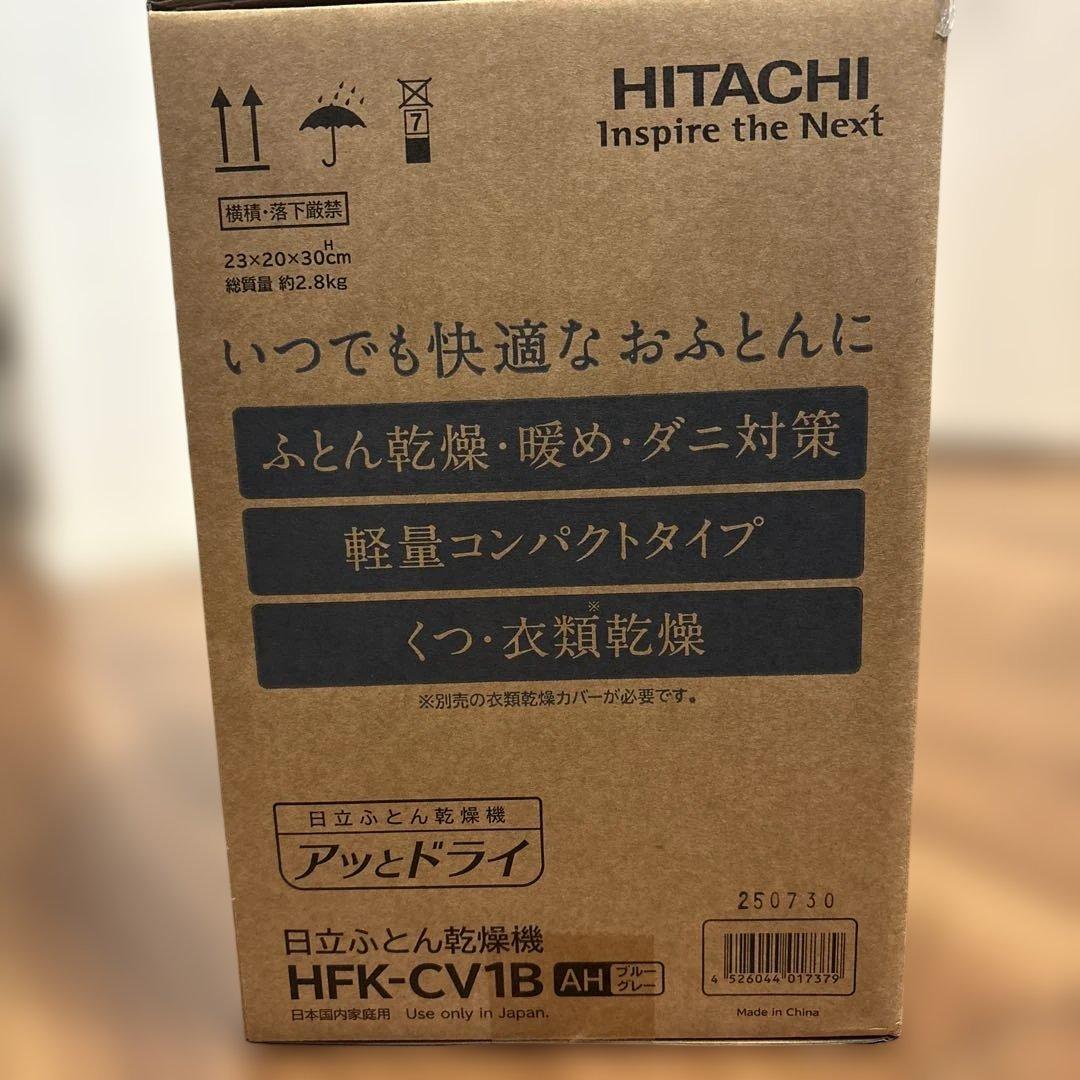 HITACHI
Inspire the Next
7
横積・落下厳禁
H
23×20×30cm
総質量 約2.8kg
いつでも快適なおふとんに
ふとん乾燥・暖め・ダニ対策
軽量コンパクトタイプ
※
くつ・衣類乾燥
※別売の衣類乾燥カバーが必要です。
日立ふとん乾燥機
アッとドライ
250730
日立ふとん乾燥機
HFK-CV1B AH ブルーグレー
日本国内家庭用 Use only in Japan.
4 526044 017379
Made in China